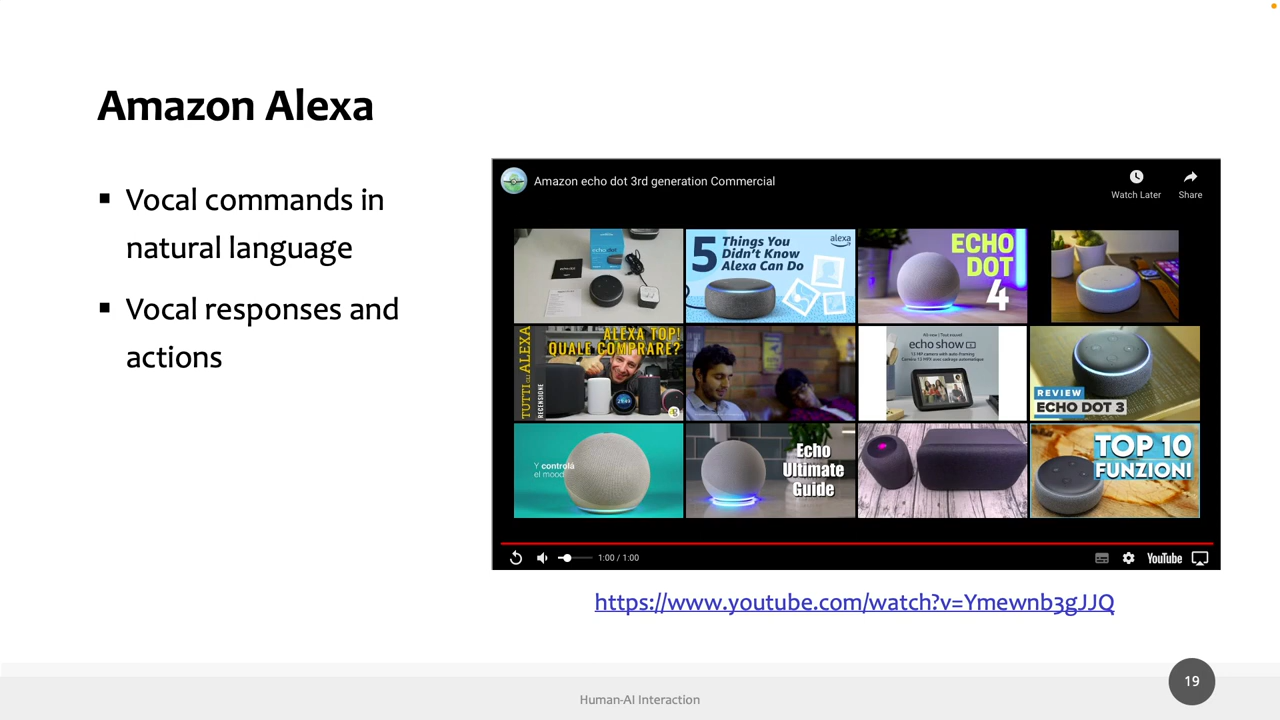 Amazon Alexa
▪ Vocal commands in
natural language
▪ Vocal responses and
actions
Amazon echo dot 3rd generation Commercial
Watch Later
Share
echo dot
5 Things You
Didn't Know
Alexa Can Do
alexa
ECHO
DOT
4
TUTTI su ALEXA
RECENSIONE
ALEXA TOP!
QUALE COMPRARE?
echo show
REVIEW
ECHO DOT 3
Y controlá
el mood
Echo
Ultimate
Guide
TOP 10
FUNZIONI
1:00 / 1:00
YouTube
https://www.youtube.com/watch?v=Ymewnb3gJJQ
Human-AI Interaction
19